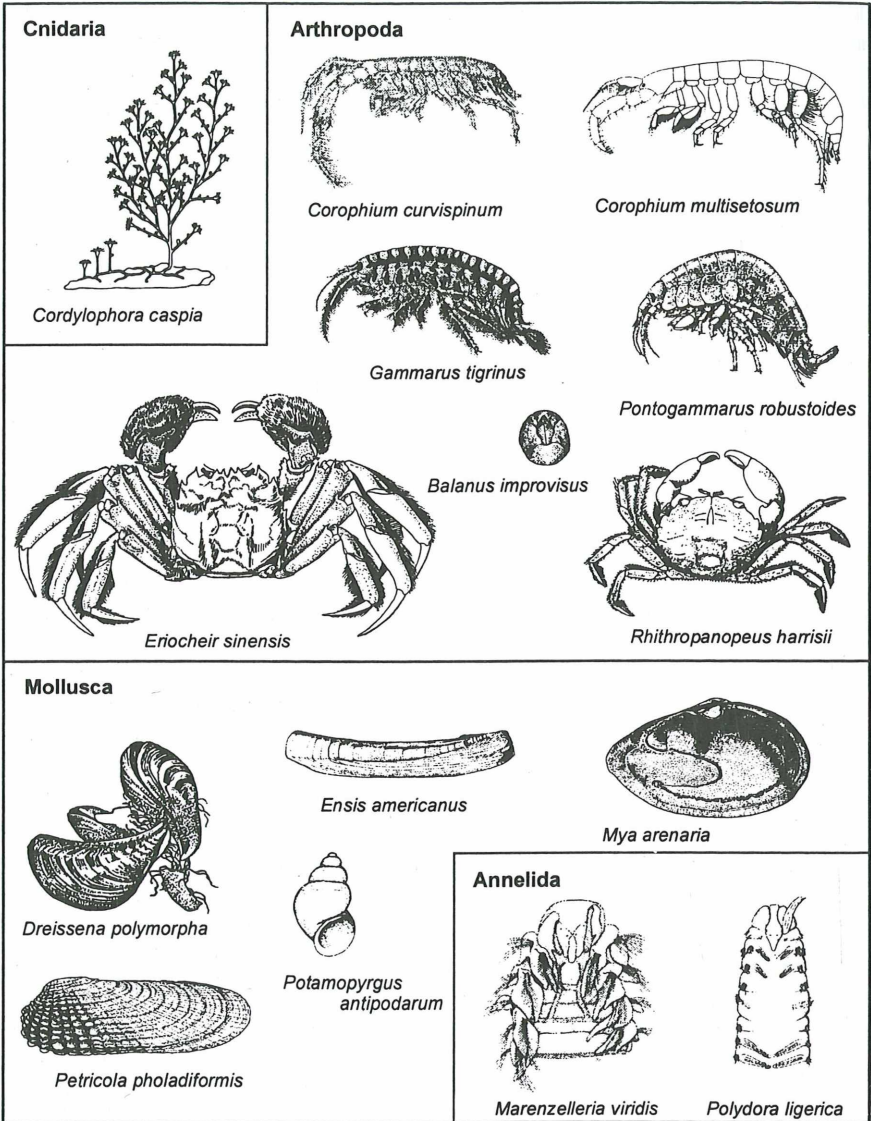 Cnidaria
Cordylophora caspia
Arthropoda
Corophium curvispinum
Corophium multisetosum
Gammarus tigrinus
Pontogammarus robustoides
Balanus improvisus
Eriocheir sinensis
Rhithropanopeus harrisii
Mollusca
Dreissena polymorpha
Ensis americanus
Mya arenaria
Potamopyrgus
antipodarum
Petricola pholadiformis
Annelida
Marenzelleria viridis
Polydora ligerica